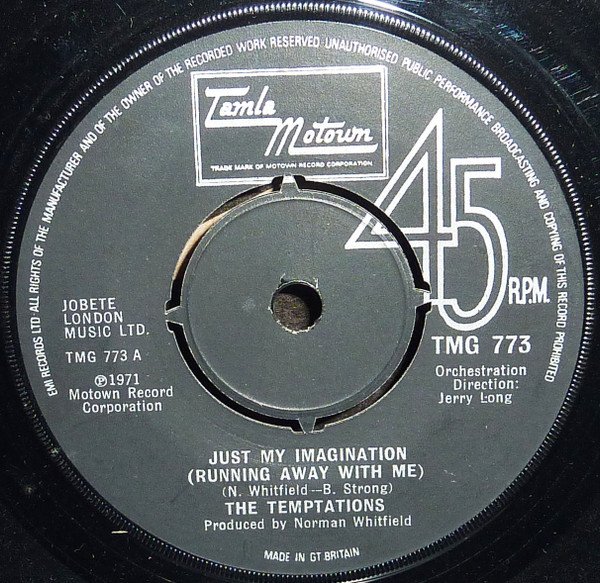 EMI RECORDS LTD·ALL RIGHTS OF THE MANUFACTURER AND OF THE OWNER OF THE RECORDED WORK RESERVED. UNAUTHORISED PUBLIC PERFORMANCE BROADCASTING AND COPYING OF THIS RECORD PROHIBITED
Tamla
Motown
TRADE MARK OF MOTOWN RECORD CORPORATION
45
R.P.M.
JOBETE
LONDON
MUSIC LTD.
TMG 773 A
℗1971
Motown Record
Corporation
TMG 773
Orchestration
Direction:
Jerry Long
JUST MY IMAGINATION
(RUNNING AWAY WITH ME)
(N. Whitfield—B. Strong)
THE TEMPTATIONS
Produced by Norman Whitfield
MADE IN GT BRITAIN